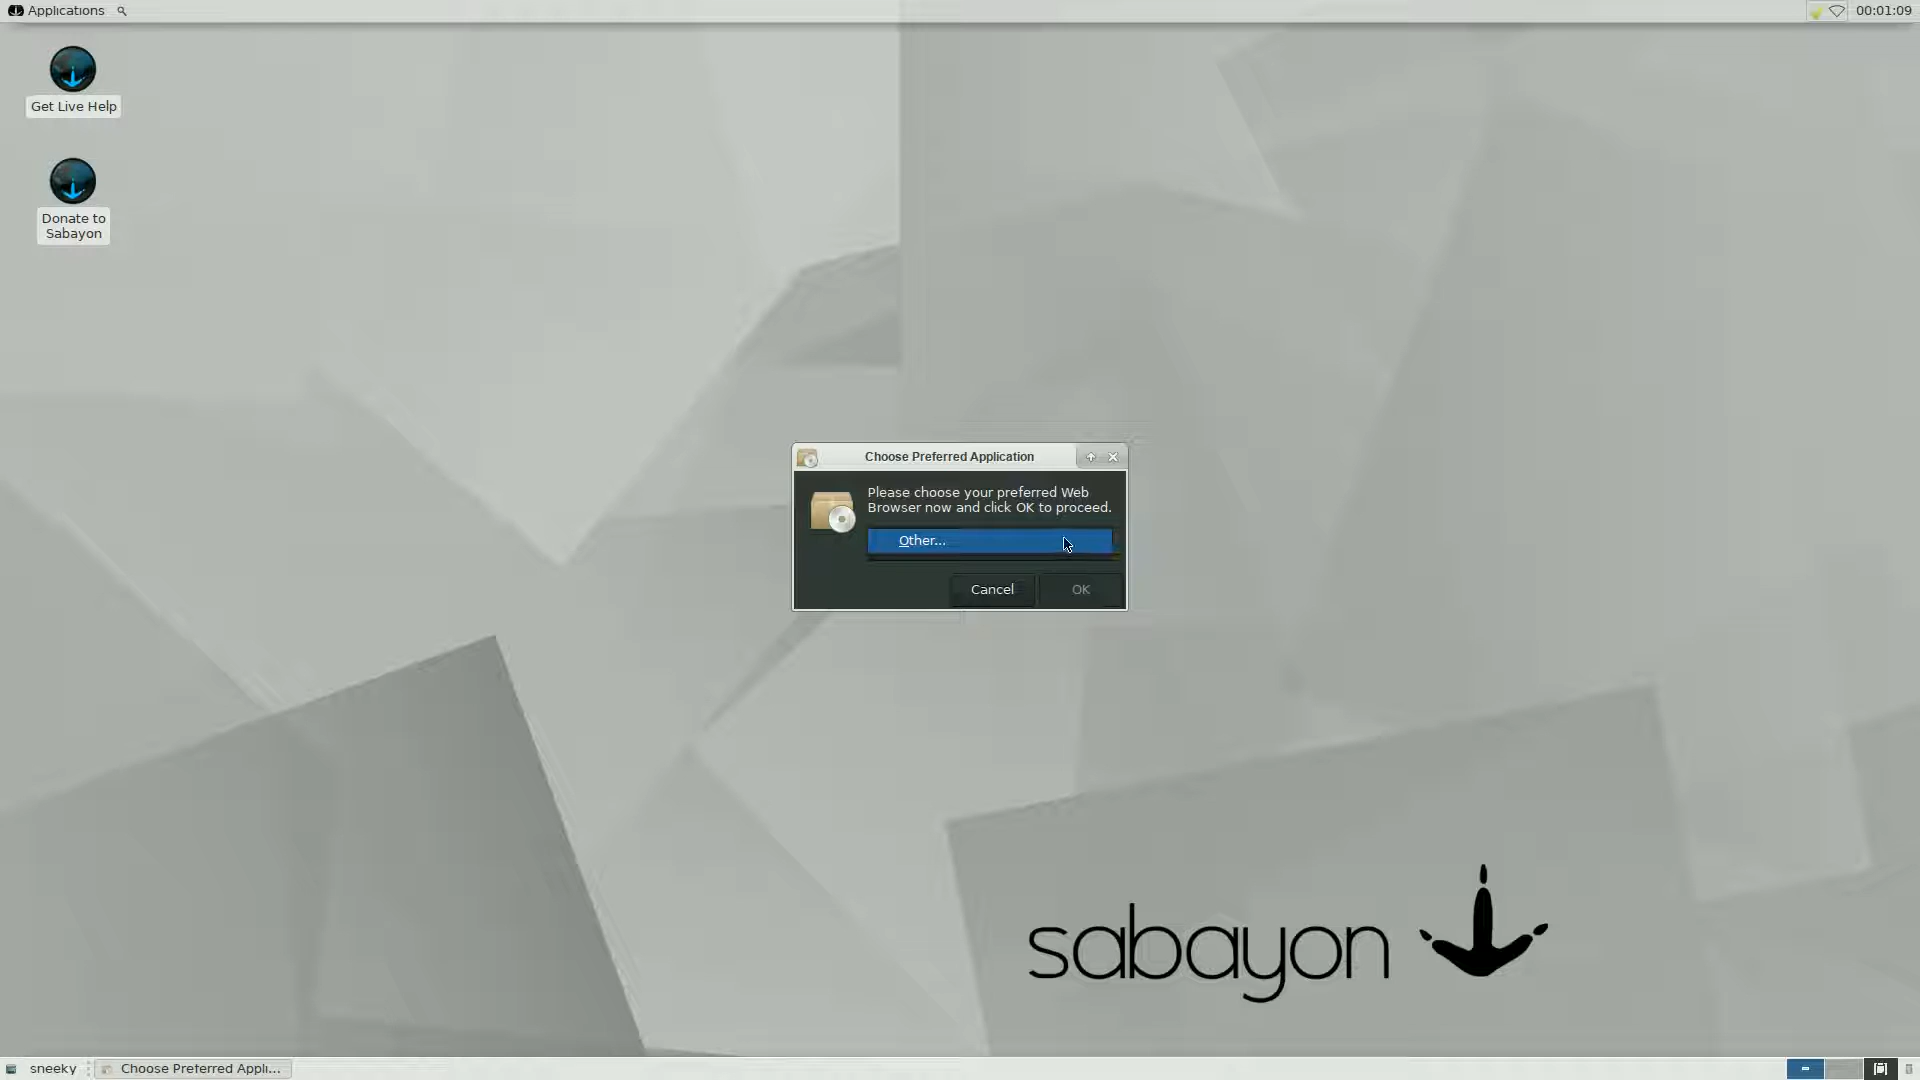 Applications
00:01:09
Get Live Help
Donate to
Sabayon
Choose Preferred Application
Please choose your preferred Web
Browser now and click OK to proceed.
Other...
Cancel
OK
sabayon
sneeky
Choose Preferred Appli...